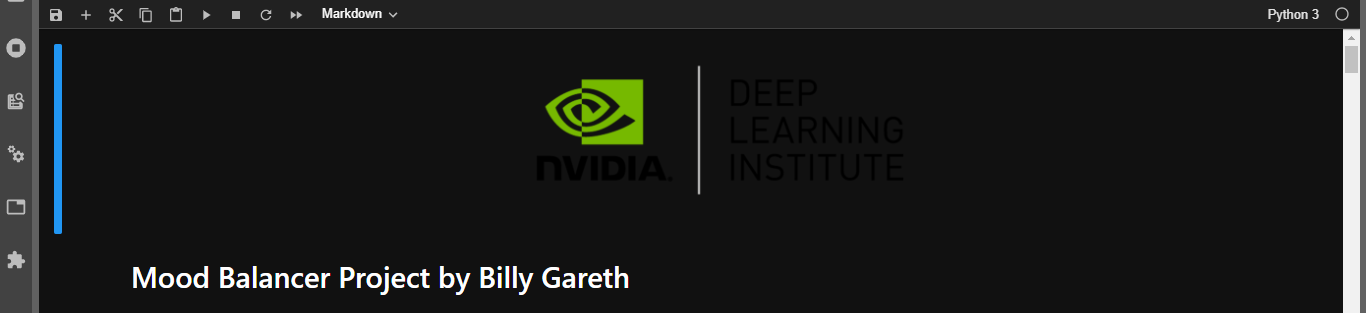 Markdown
Python 3
NVIDIA.
DEEP
LEARNING
INSTITUTE
Mood Balancer Project by Billy Gareth